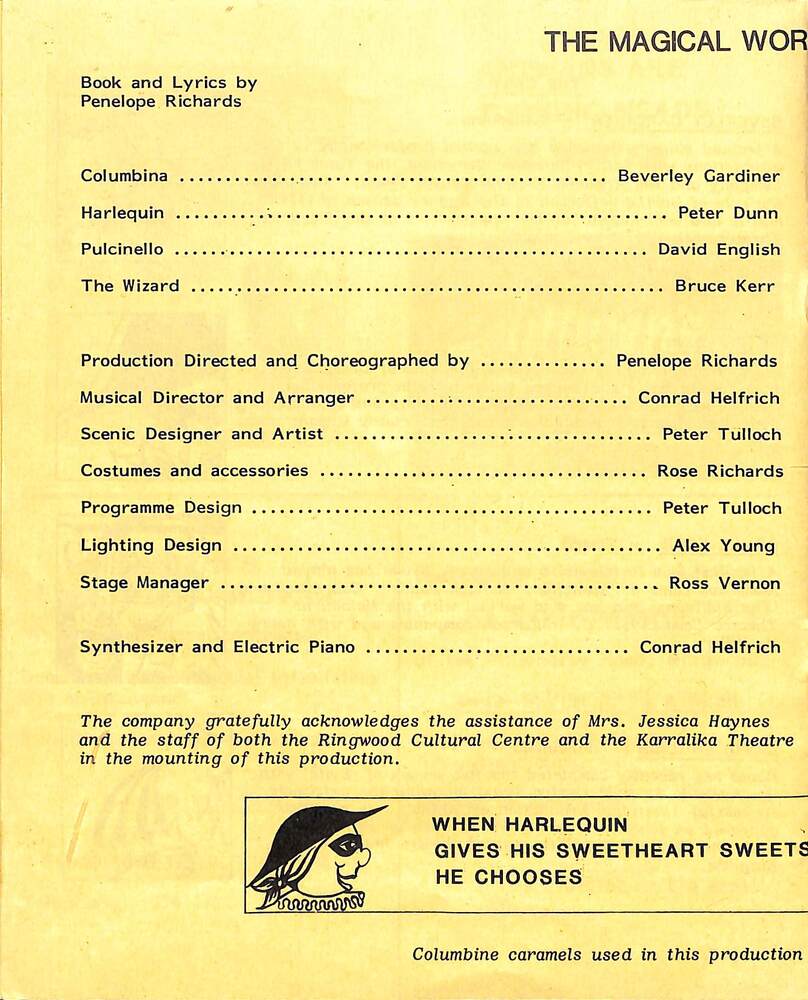 THE MAGICAL WOR
Book and Lyrics by
Penelope Richards
Columbina ............................................... Beverley Gardiner
Harlequin ...................................................... Peter Dunn
Pulcinello .................................................... David English
The Wizard .................................................... Bruce Kerr
Production Directed and Choreographed by .............. Penelope Richards
Musical Director and Arranger ............................. Conrad Helfrich
Scenic Designer and Artist ................................... Peter Tulloch
Costumes and accessories .................................... Rose Richards
Programme Design ............................................ Peter Tulloch
Lighting Design ............................................... Alex Young
Stage Manager ................................................ Ross Vernon
Synthesizer and Electric Piano ............................. Conrad Helfrich
The company gratefully acknowledges the assistance of Mrs. Jessica Haynes
and the staff of both the Ringwood Cultural Centre and the Karralika Theatre
in the mounting of this production.
WHEN HARLEQUIN
GIVES HIS SWEETHEART SWEETS
HE CHOOSES
Columbine caramels used in this production